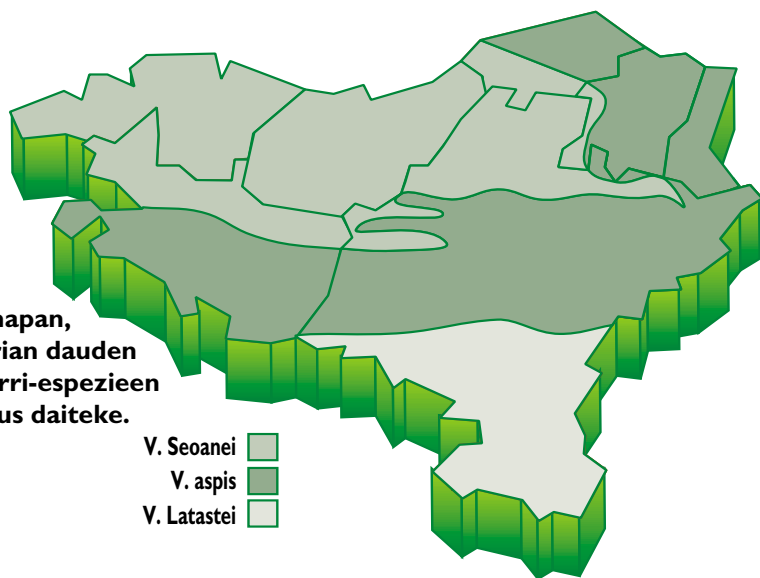 napan,
rian dauden
rri-espezieen
us daiteke.
V. Seoanei
V. aspis
V. Latastei